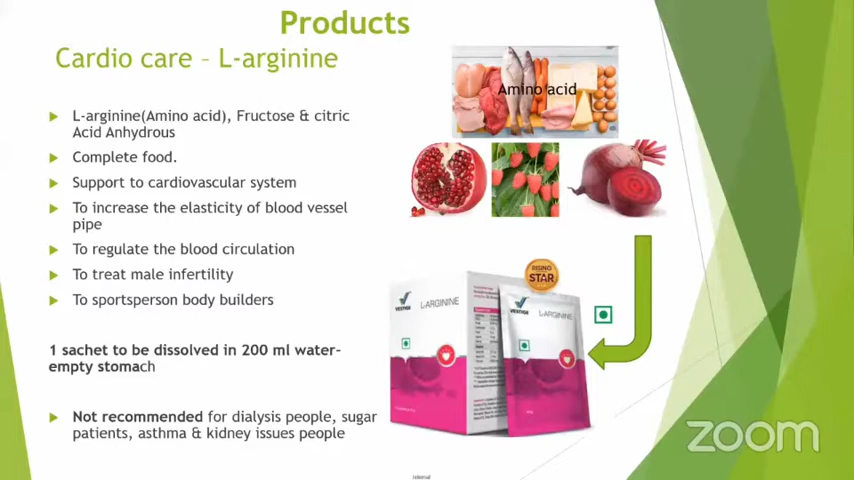 Products
Cardio care – L-arginine
L-arginine(Amino acid), Fructose & citric
Acid Anhydrous
Complete food.
Support to cardiovascular system
To increase the elasticity of blood vessel
pipe
To regulate the blood circulation
To treat male infertility
To sportsperson body builders
1 sachet to be dissolved in 200 ml water-
empty stomach
Not recommended for dialysis people, sugar
patients, asthma & kidney issues people
Amino acid
RISING
STAR
VESTIGE
L-ARGININE
VESTIGE
L-ARGININE
zoom